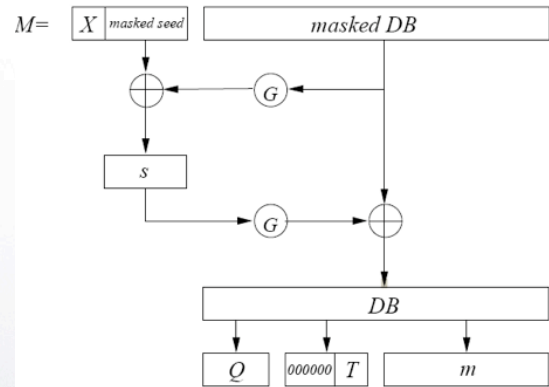 M= X masked seed masked DB
G
s
G
DB
Q 000000 T m